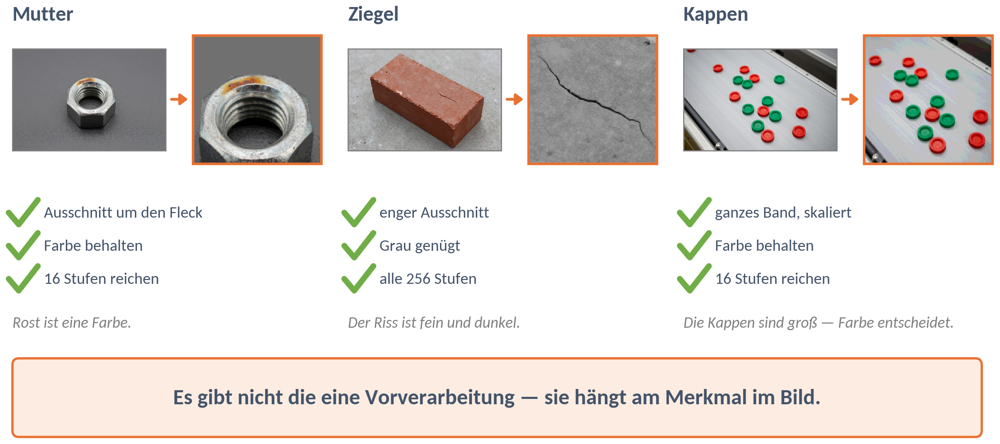 Mutter
Ausschnitt um den Fleck
Farbe behalten
16 Stufen reichen
Rost ist eine Farbe.
Ziegel
enger Ausschnitt
Grau genügt
alle 256 Stufen
Der Riss ist fein und dunkel.
Kappen
ganzes Band, skaliert
Farbe behalten
16 Stufen reichen
Die Kappen sind groß — Farbe entscheidet.
Es gibt nicht die eine Vorverarbeitung — sie hängt am Merkmal im Bild.